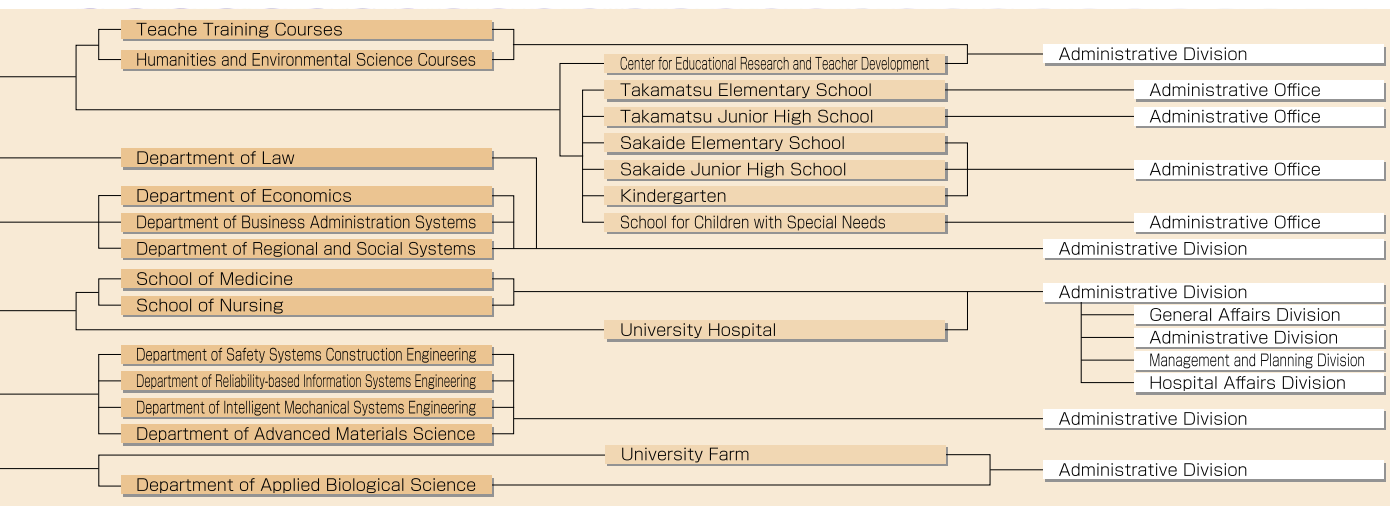 Teache Training Courses
Humanities and Environmental Science Courses
Administrative Division
Center for Educational Research and Teacher Development
Takamatsu Elementary School
Administrative Office
Takamatsu Junior High School
Administrative Office
Sakaide Elementary School
Department of Law
Sakaide Junior High School
Administrative Office
Department of Economics
Kindergarten
Department of Business Administration Systems
School for Children with Special Needs
Administrative Office
Department of Regional and Social Systems
Administrative Division
School of Medicine
Administrative Division
School of Nursing
General Affairs Division
University Hospital
Administrative Division
Department of Safety Systems Construction Engineering
Management and Planning Division
Department of Reliability-based Information Systems Engineering
Hospital Affairs Division
Department of Intelligent Mechanical Systems Engineering
Administrative Division
Department of Advanced Materials Science
University Farm
Administrative Division
Department of Applied Biological Science